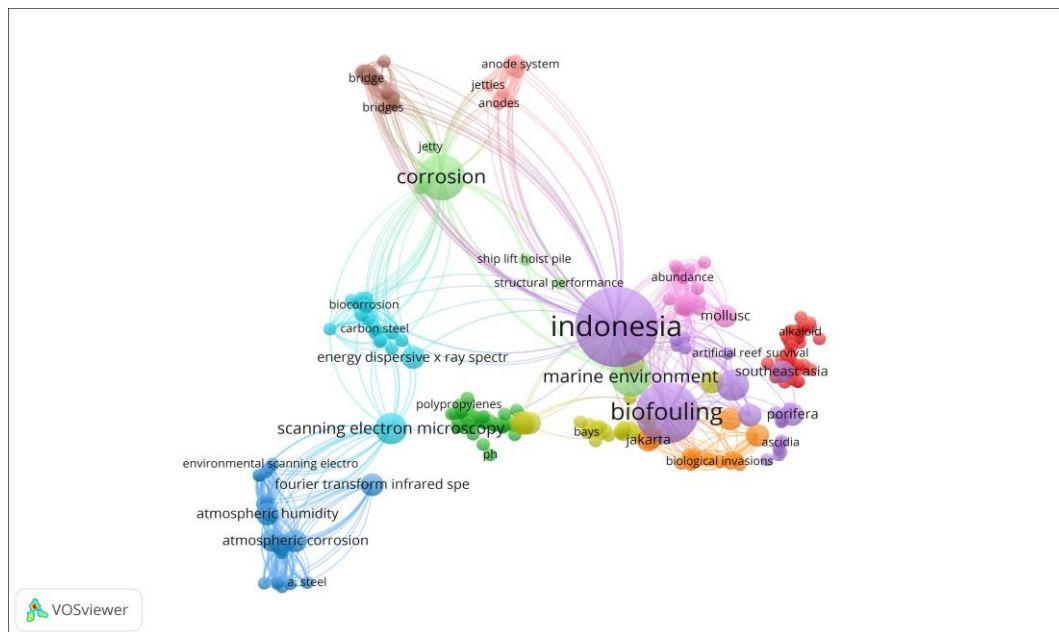 bridge
anode system
jetties
bridges
anodes
jetty
corrosion
ship lift hoist pile
structural performance
abundance
biocorrosion
mollusc
carbon steel
indonesia
alkaloid
energy dispersive x ray spectr
artificial reef
survival
southeast asia
marine environment
polypropylenes
biofouling
porifera
scanning electron microscopy
bays
jakarta
ascidia
ph
environmental scanning electro
biological invasions
fourier transform infrared spe
atmospheric humidity
atmospheric corrosion
a. steel
VOSviewer